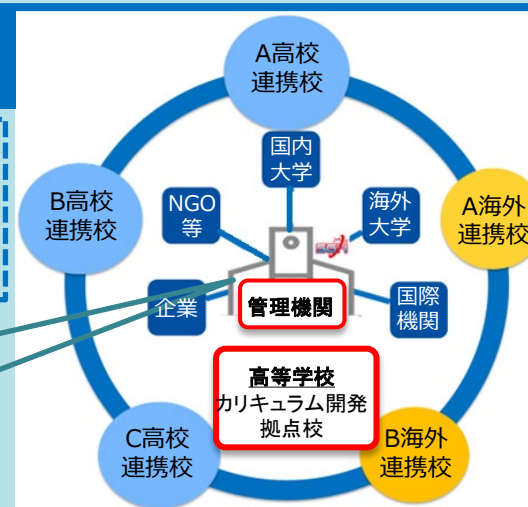 A高校
連携校
国内
大学
NGO
等
海外
大学
B高校
連携校
A海外
連携校
企業
管理機関
国際
機関
高等学校
カリキュラム開発
拠点校
C高校
連携校
B海外
連携校